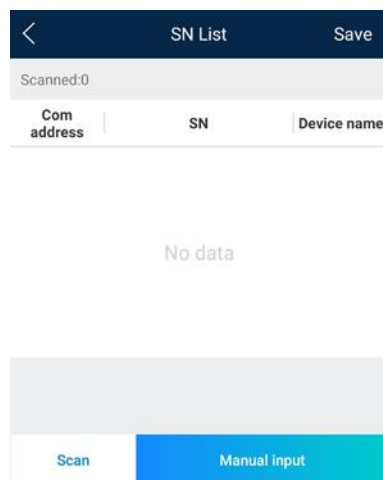 SN List
Save
Scanned:0
Com address
SN
Device name
No data
Scan
Manual input